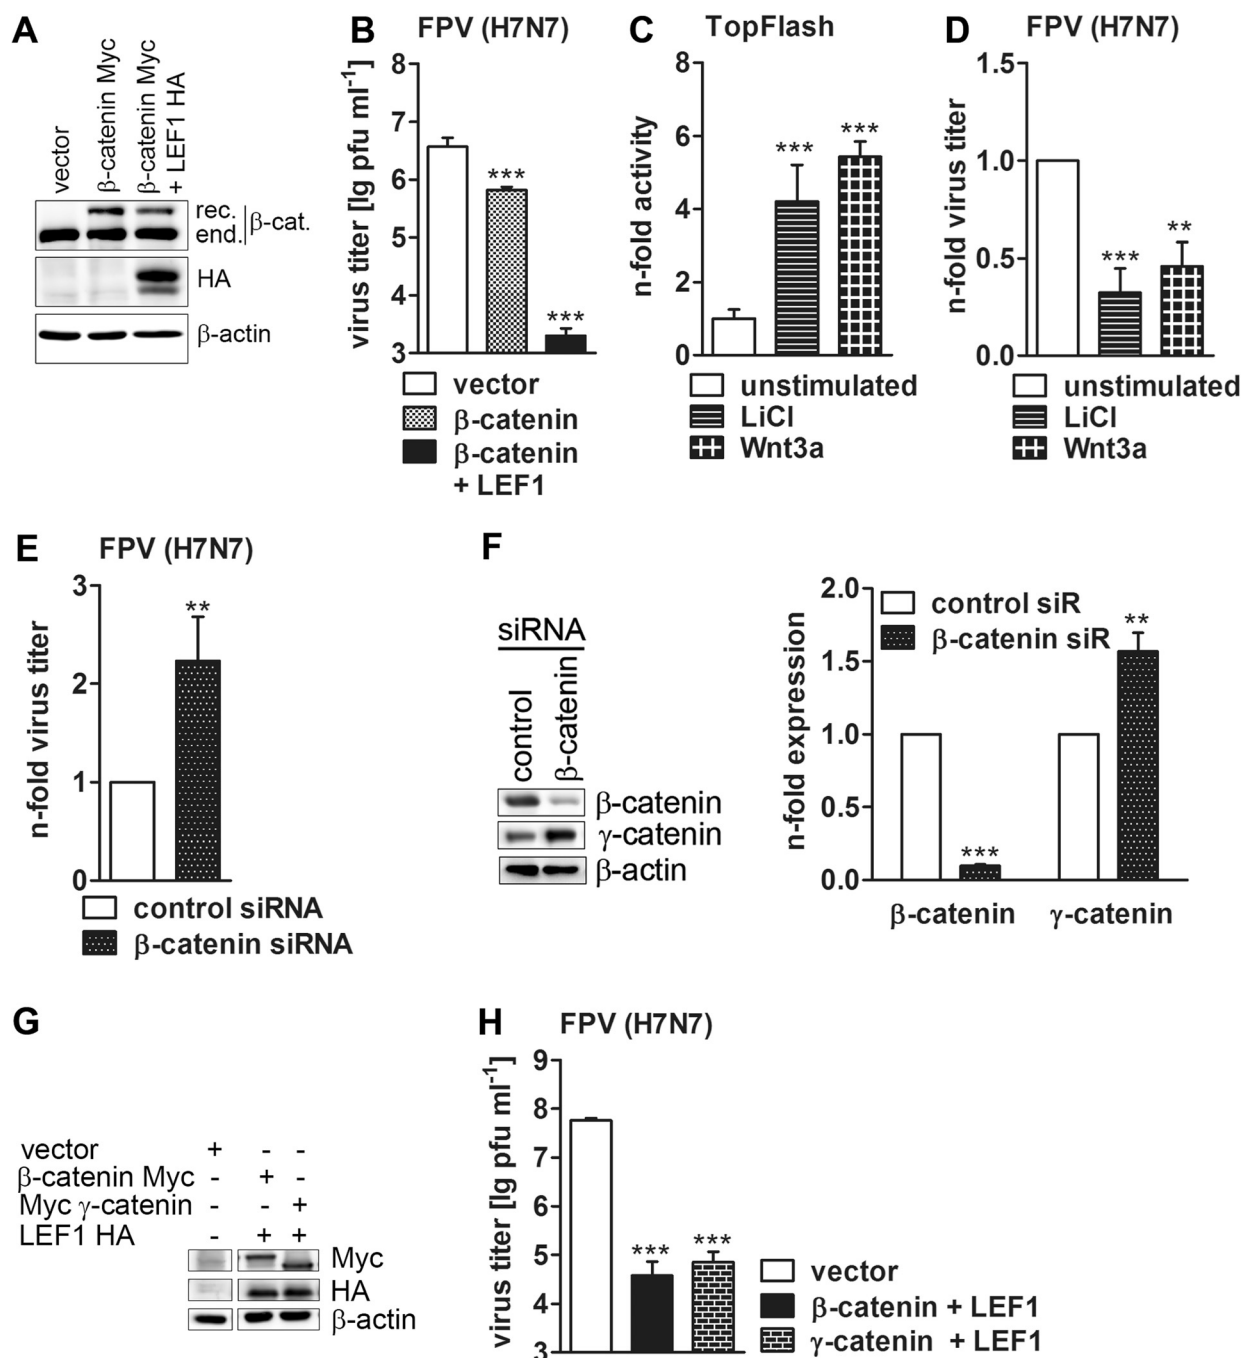 A
vector
β-catenin Myc
β-catenin Myc
+ LEF1 HA
rec.
end.
β-cat.
HA
β-actin
B
FPV (H7N7)
virus titer [lg pfu ml-1]
8
7
6
5
4
3
***
***
vector
β-catenin
β-catenin
+ LEF1
C
TopFlash
n-fold activity
8
6
4
2
0
***
***
unstimulated
LiCl
Wnt3a
D
FPV (H7N7)
n-fold virus titer
1.5
1.0
0.5
0.0
***
**
unstimulated
LiCl
Wnt3a
E
FPV (H7N7)
n-fold virus titer
3
2
1
0
**
control siRNA
β-catenin siRNA
F
siRNA
control
β-catenin
β-catenin
γ-catenin
β-actin
n-fold expression
2.0
1.5
1.0
0.5
0.0
control siR
β-catenin siR
***
**
β-catenin γ-catenin
G
vector + - -
β-catenin Myc - + -
Myc γ-catenin - - +
LEF1 HA - + +
Myc
HA
β-actin
H
FPV (H7N7)
virus titer [lg pfu ml-1]
9
8
7
6
5
4
3
***
***
vector
β-catenin + LEF1
γ-catenin + LEF1